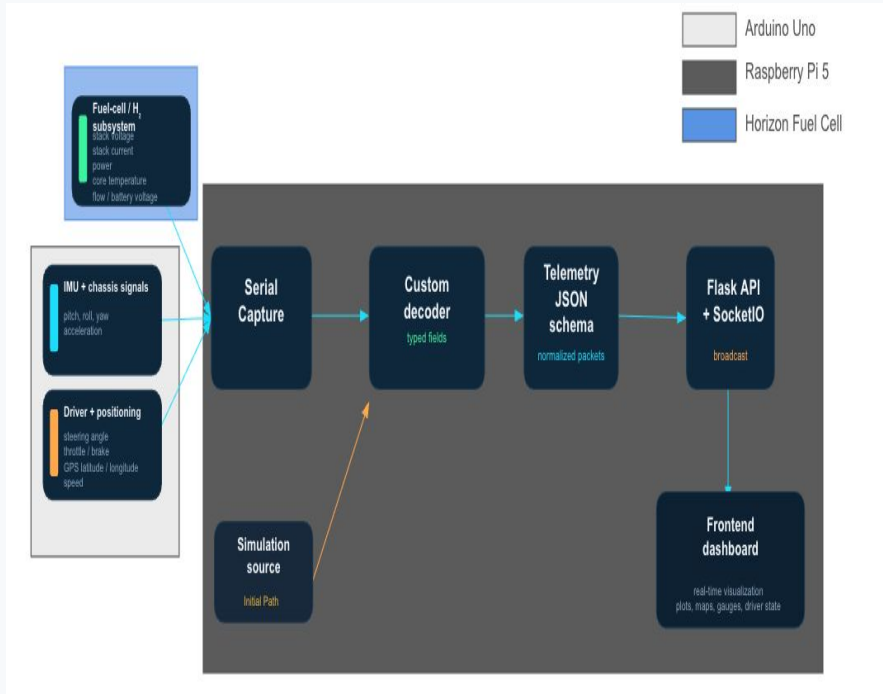 Arduino Uno
Raspberry Pi 5
Horizon Fuel Cell
Fuel-cell / H2
subsystem
stack voltage
stack current
power
core temperature
flow / battery voltage
IMU + chassis signals
pitch, roll, yaw
acceleration
Driver + positioning
steering angle
throttle / brake
GPS latitude / longitude
speed
Serial
Capture
Custom
decoder
typed fields
Telemetry
JSON
schema
normalized packets
Flask API
+ SocketIO
broadcast
Simulation
source
Initial Path
Frontend
dashboard
real-time visualization
plots, maps, gauges, driver state